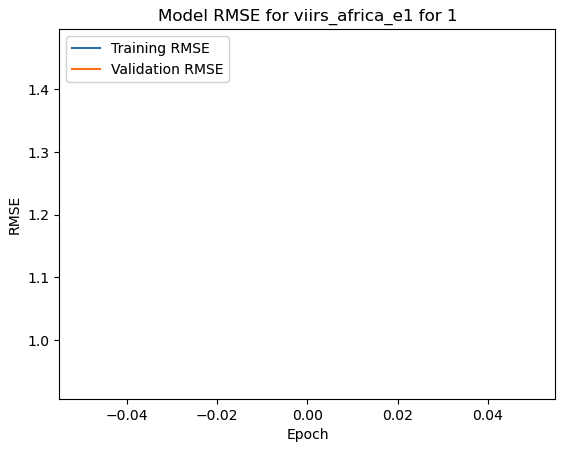 Model RMSE for viirs_africa_e1 for 1
Training RMSE
Validation RMSE
1.4
1.3
1.2
1.1
1.0
RMSE
−0.04
−0.02
0.00
0.02
0.04
Epoch